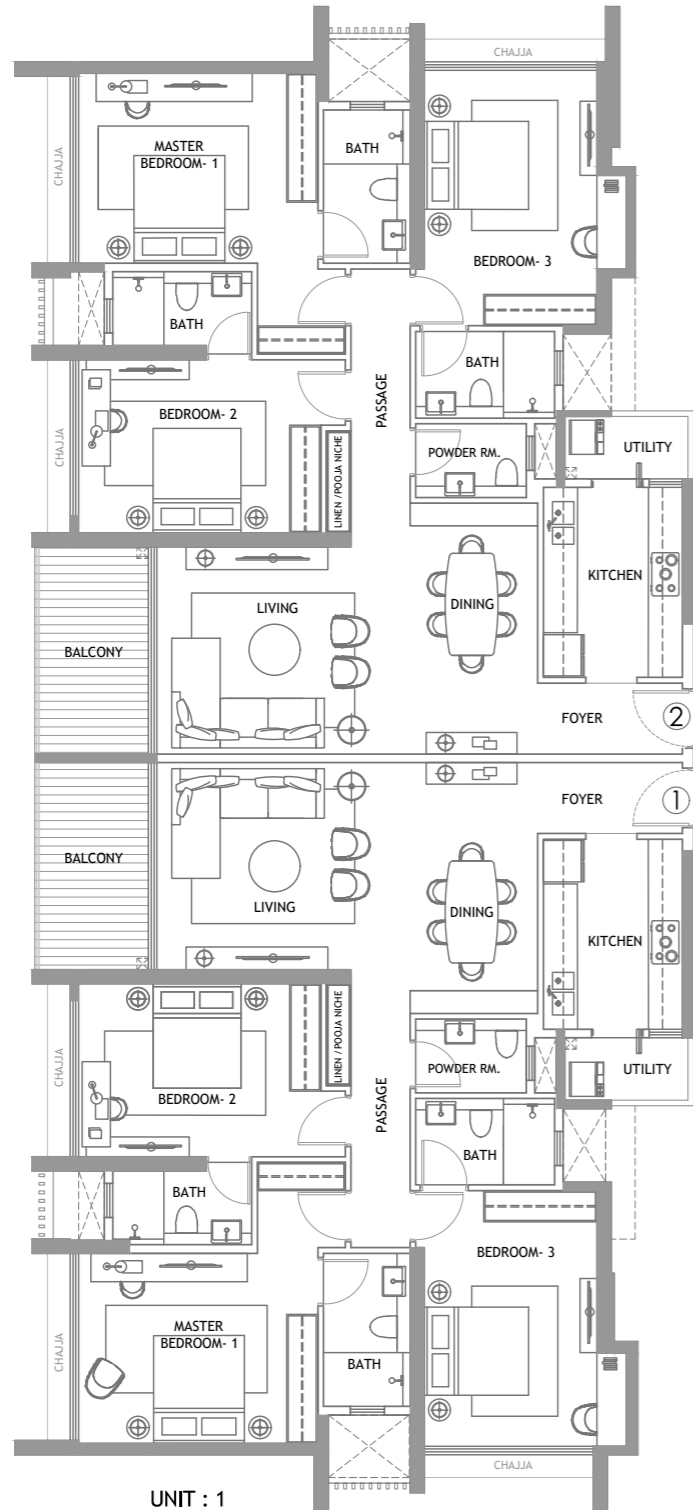 CHAJJA
MASTER
BEDROOM- 1
BATH
CHAJJA
BEDROOM- 3
BATH
BATH
PASSAGE
BEDROOM- 2
CHAJJA
LINEN /POOJA NICHE
POWDER RM.
UTILITY
KITCHEN
LIVING
DINING
BALCONY
FOYER
2
FOYER
1
BALCONY
LIVING
DINING
KITCHEN
LINEN / POOJA NICHE
CHAJJA
BEDROOM- 2
POWDER RM.
UTILITY
PASSAGE
BATH
BATH
BEDROOM- 3
MASTER
BEDROOM- 1
CHAJJA
BATH
CHAJJA
UNIT : 1